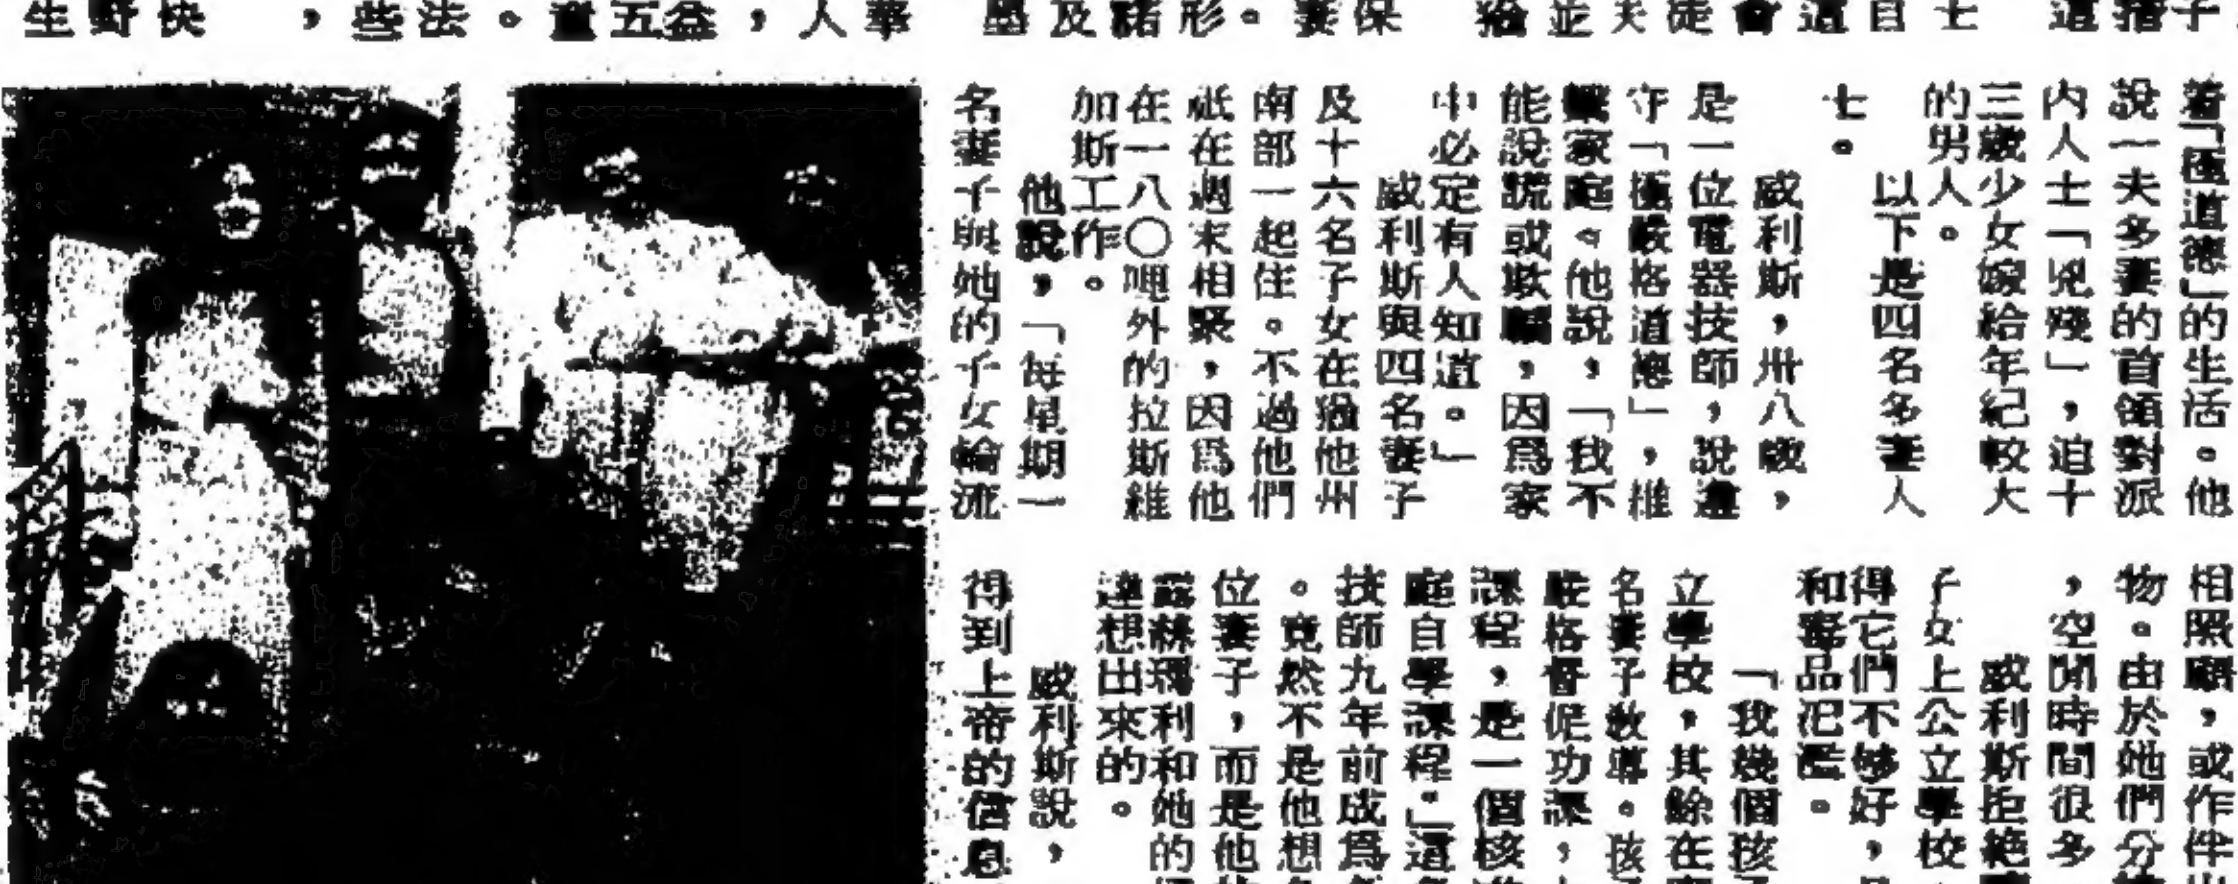 着「極道德」的生活。他
說一夫多妻的首領對派
內人士「兇殘」，迫十
三歲少女嫁給年紀較大
的男人。
以下是四名多妻人
士。
威利斯，卅八歲，
是一位電器技師，說遵
守「極嚴格道德」，維
繫家庭。他說，「我不
能說謊或欺瞞，因為家
中必定有人知道。」
威利斯與四名妻子
及十六名子女在猶他州
南部一起住。不過他們
祇在週末相聚，因為他
在一八〇哩外的拉斯維
加斯工作。
他說，「每星期一
名妻子與她的子女輪流
相照顧，或作伴
物。由於她們分
，空閒時間很多
威利斯拒絕
子女上公立學校
得它們不夠好，
和毒品氾濫。
「我幾個孩
立學校，其餘在
名妻子教導。孩
嚴格督促功課，
課程，是一個核
庭自學課程。」這
技師九年前成為
。竟然不是他想
位妻子，而是他
和她的
連想出來的。
威利斯說，
得到上帝的信息